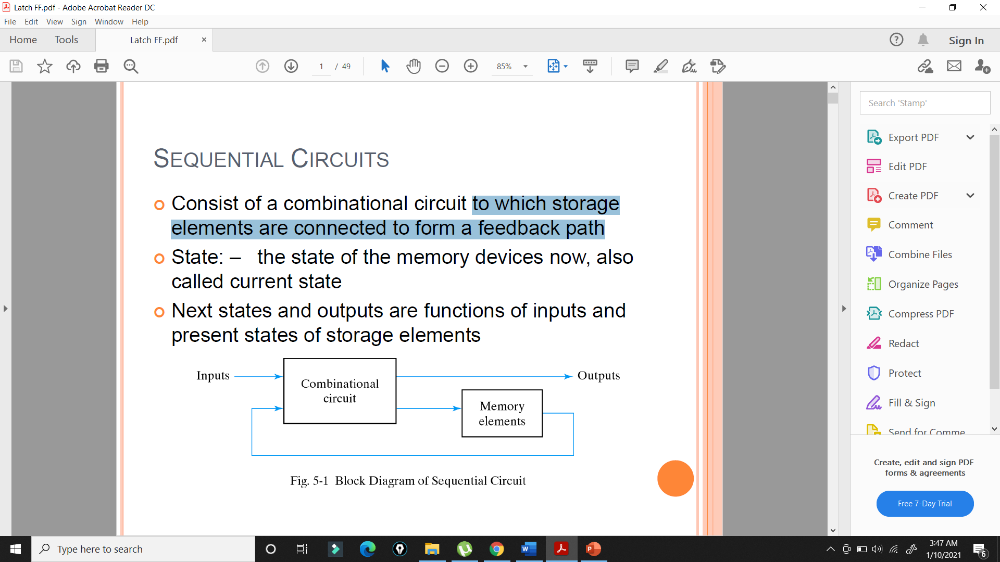 Latch FF.pdf - Adobe Acrobat Reader DC
File Edit View Sign Window Help
Home Tools Latch FF.pdf × Sign In
1 / 49 85%
SEQUENTIAL CIRCUITS
Consist of a combinational circuit to which storage
elements are connected to form a feedback path
State: – the state of the memory devices now, also
called current state
Next states and outputs are functions of inputs and
present states of storage elements
Inputs
Combinational
circuit
Outputs
Memory
elements
Fig. 5-1 Block Diagram of Sequential Circuit
Search 'Stamp'
Export PDF
Edit PDF
Create PDF
Comment
Combine Files
Organize Pages
Compress PDF
Redact
Protect
Fill & Sign
Send for Comme
Create, edit and sign PDF
forms & agreements
Free 7-Day Trial
Type here to search
3:47 AM
1/10/2021
6